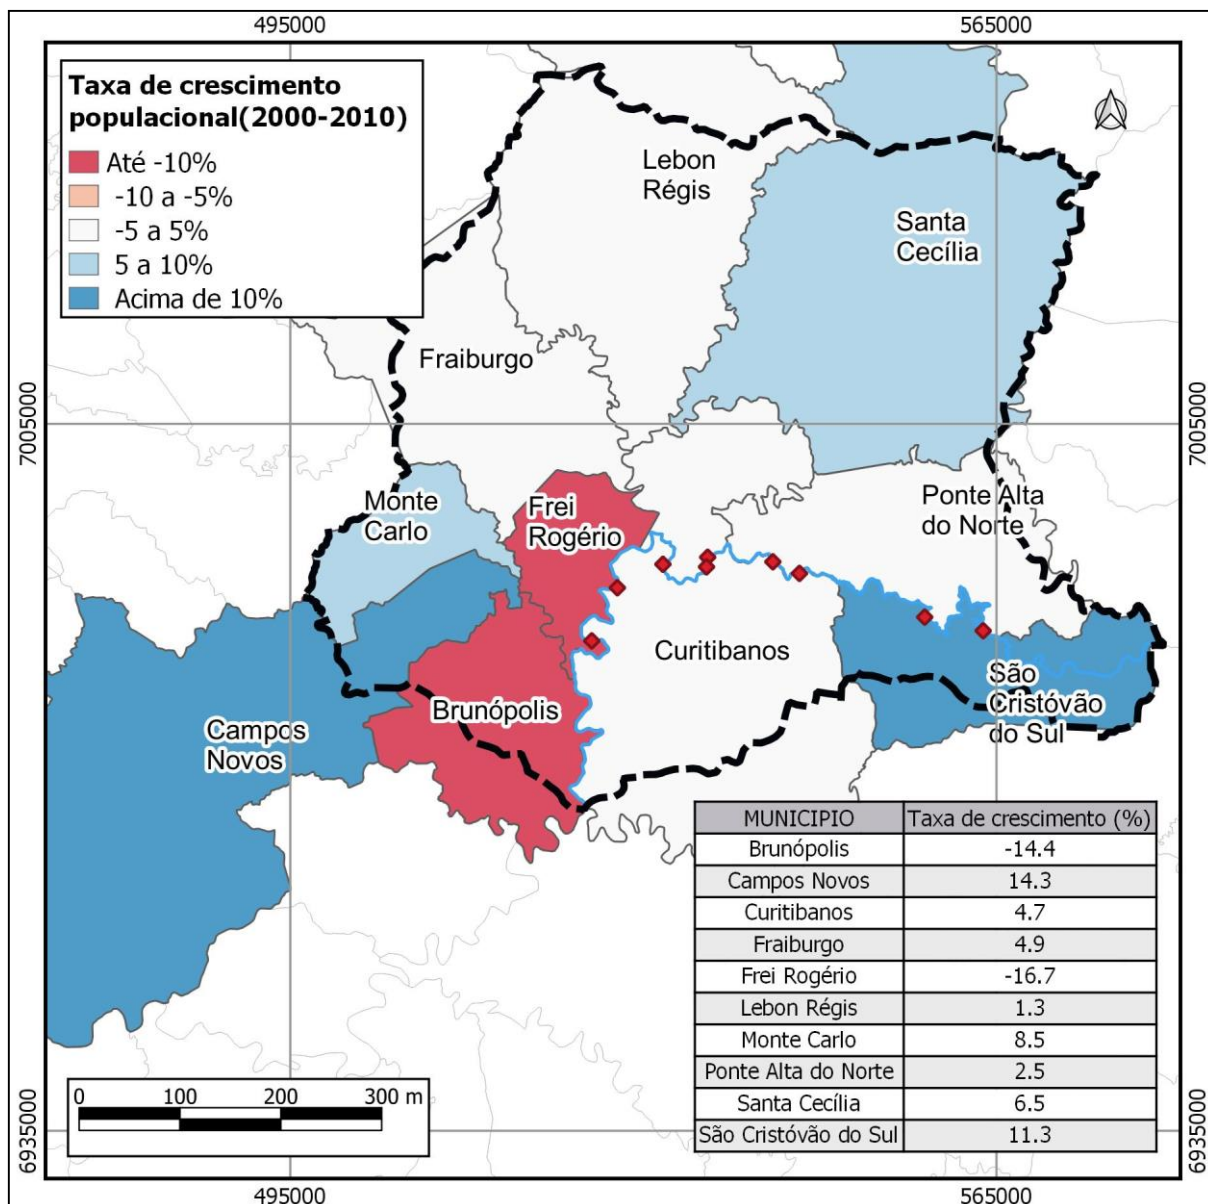 495000
565000
Taxa de crescimento
populacional(2000-2010)
Até -10%
-10 a -5%
-5 a 5%
5 a 10%
Acima de 10%
Lebon
Régis
Santa
Cecília
Fraiburgo
7005000
7005000
Monte
Carlo
Frei
Rogério
Ponte Alta
do Norte
Curitibanos
São
Cristóvão
do Sul
Brunópolis
Campos
Novos
MUNICIPIO Taxa de crescimento (%)
Brunópolis -14.4
Campos Novos 14.3
Curitibanos 4.7
Fraiburgo 4.9
Frei Rogério -16.7
Lebon Régis 1.3
Monte Carlo 8.5
Ponte Alta do Norte 2.5
Santa Cecília 6.5
São Cristóvão do Sul 11.3
0 100 200 300 m
6935000
6935000
495000
565000